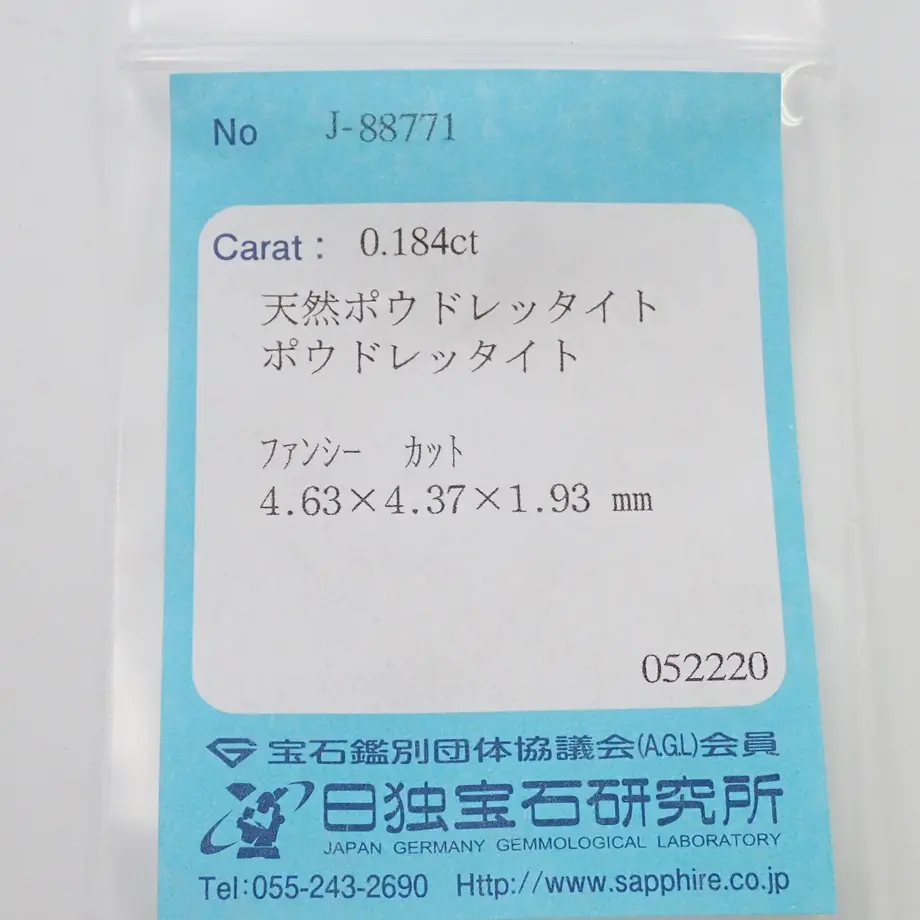 No J-88771
Carat: 0.184ct
天然ポウドレッタイト
ポウドレッタイト
ファンシー カット
4.63×4.37×1.93 mm
052220
宝石鑑別団体協議会(A.G.L)会員
日独宝石研究所
JAPAN GERMANY GEMMOLOGICAL LABORATORY
Tel:055-243-2690 Http://www.sapphire.co.jp